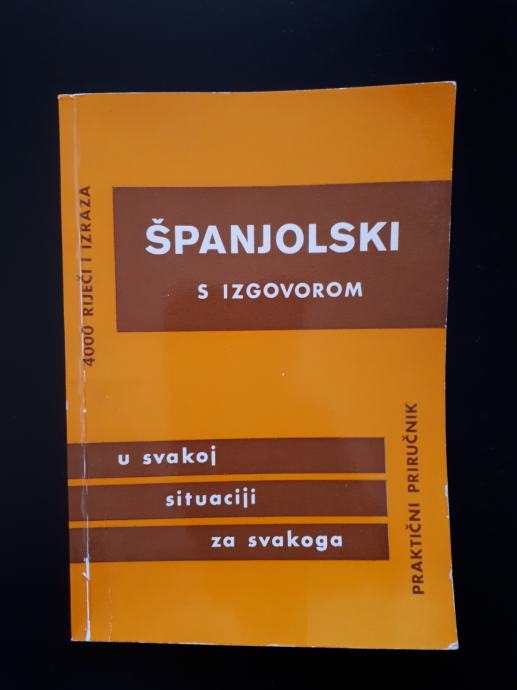 4000 RIJEČI I IZRAZA
ŠPANJOLSKI
S IZGOVOROM
u svakoj
situaciji
za svakoga
PRAKTIČNI PRIRUČNIK